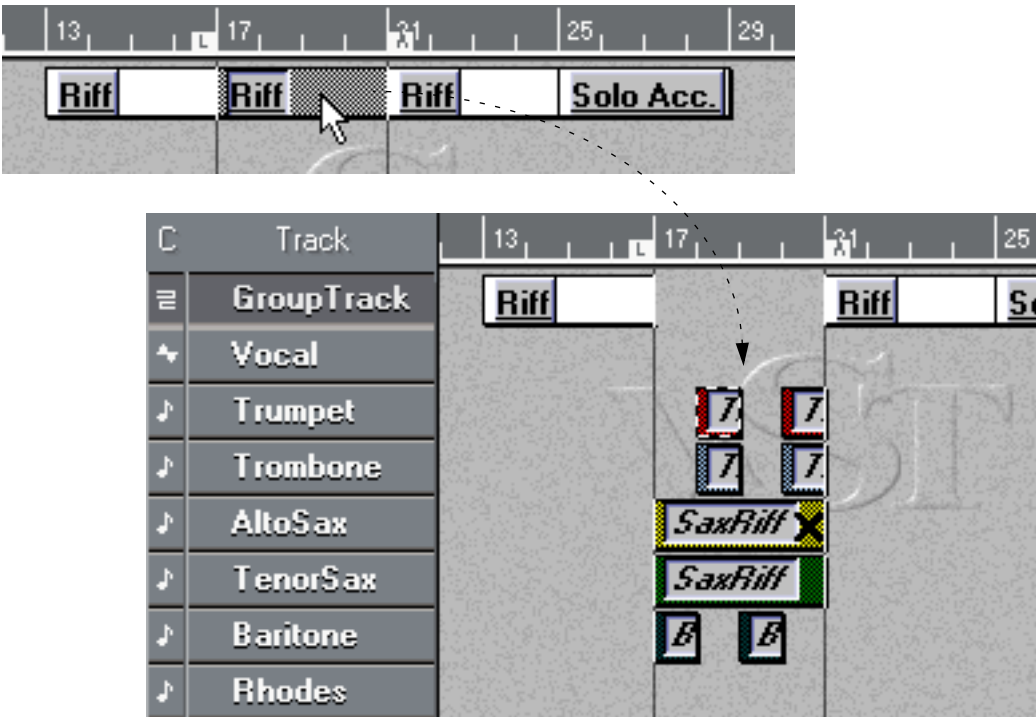 13 17 21 25 29
L
Riff Riff Riff Solo Acc.
C Track 13 17 21 25
L
GroupTrack Riff Riff
Vocal
Trumpet
Trombone
AltoSax SaxRiff
TenorSax SaxRiff
Baritone B B
Rhodes
VST